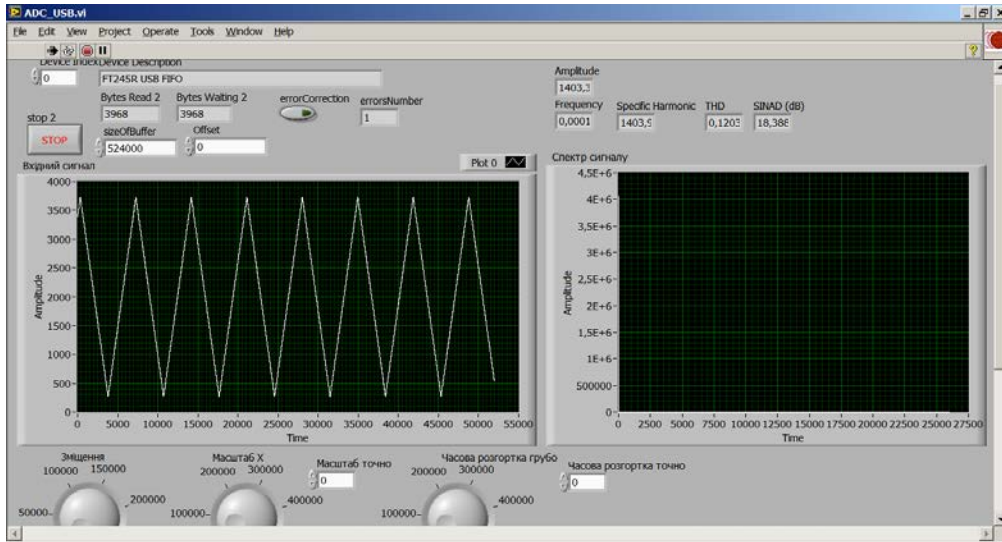 ADC_USB.vi
File Edit View Project Operate Tools Window Help
Device Index Device Description
0 FT245R USB FIFO
Bytes Read 2 Bytes Waiting 2 errorCorrection errorsNumber
3968 3968 1
stop 2 sizeOfBuffer Offset
STOP 524000 0
Amplitude
1403,3
Frequency Specific Harmonic THD SINAD (dB)
0,0001 1403,9 0,1203 18,388
Вхідний сигнал Plot 0
4000
3500
3000
2500
2000
1500
1000
500
0
Amplitude
0 5000 10000 15000 20000 25000 30000 35000 40000 45000 50000 55000
Time
Спектр сигналу
4,5E+6
4E+6
3,5E+6
3E+6
2,5E+6
2E+6
1,5E+6
1E+6
500000
0
Amplitude
0 2500 5000 7500 10000 12500 15000 17500 20000 22500 25000 27500
Time
Зміщення Масштаб X Масштаб точно Часова розгортка грубо Часова розгортка точно
100000 150000 200000 300000 0 200000 300000 0
50000 200000 100000 400000 100000 400000